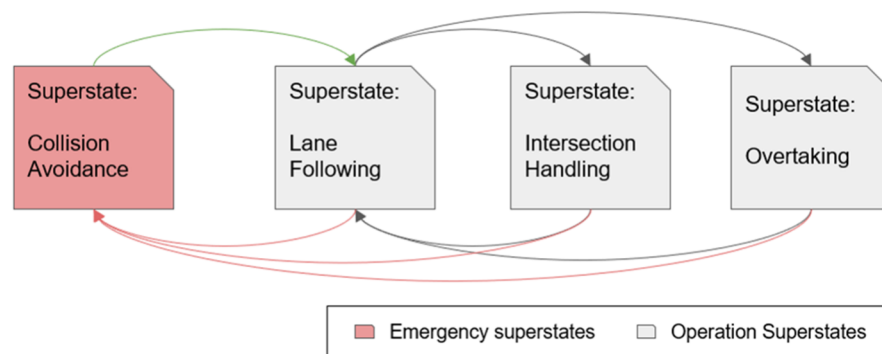 Superstate:
Collision
Avoidance
Superstate:
Lane
Following
Superstate:
Intersection
Handling
Superstate:
Overtaking
Emergency superstates
Operation Superstates